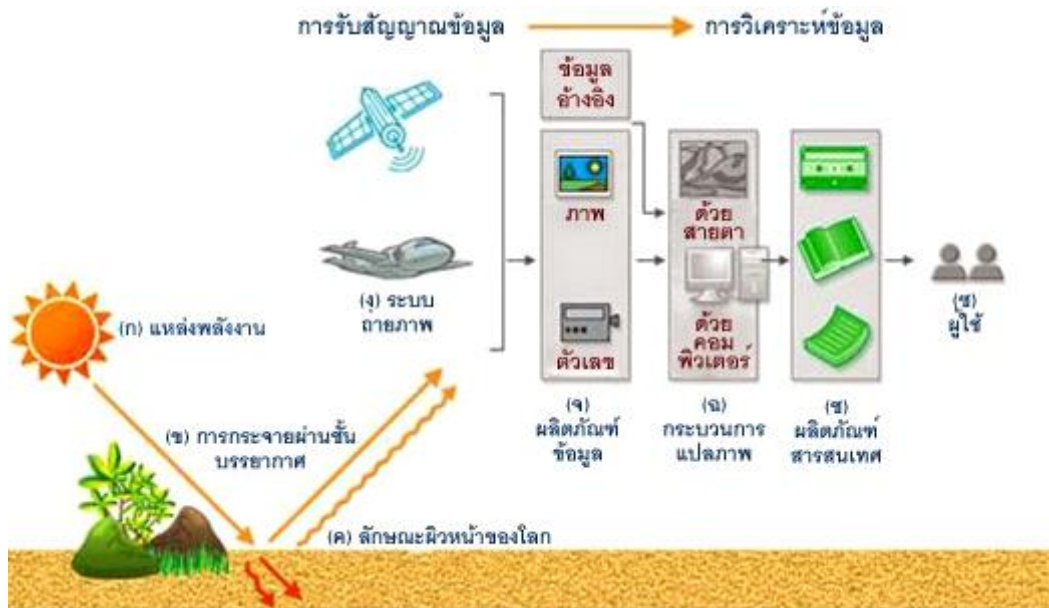 การรับสัญญาณข้อมูล
การวิเคราะห์ข้อมูล
ข้อมูล
อ้างอิง
ภาพ
ตัวเลข
ด้วย
สายตา
ด้วย
คอม
พิวเตอร์
(ง) ระบบ
ถ่ายภาพ
(ก) แหล่งพลังงาน
(ข) การกระจายผ่านชั้น
บรรยากาศ
(ค) ลักษณะผิวหน้าของโลก
(จ)
ผลิตภัณฑ์
ข้อมูล
(ฉ)
กระบวนการ
แปลภาพ
(ช)
ผลิตภัณฑ์
สารสนเทศ
(ซ)
ผู้ใช้